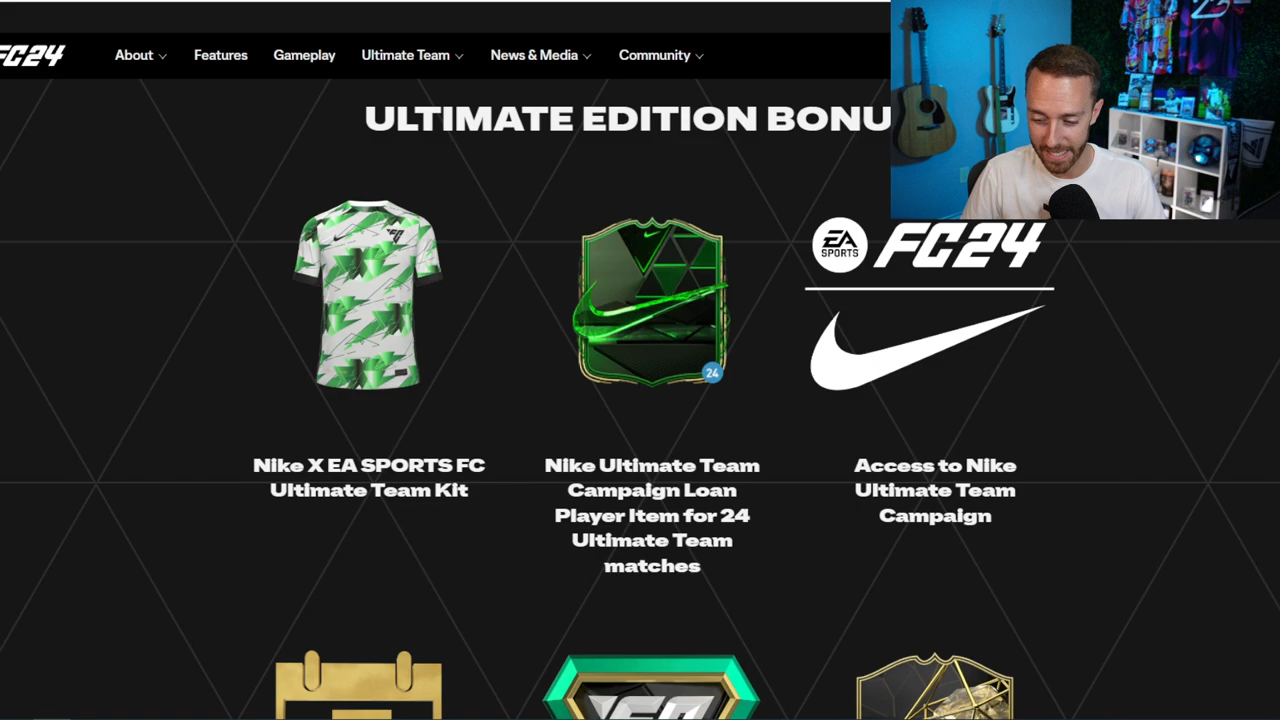 FC24
About
Features
Gameplay
Ultimate Team
News & Media
Community
ULTIMATE EDITION BONU
24
EA
SPORTS
FC24
Nike X EA SPORTS FC
Ultimate Team Kit
Nike Ultimate Team
Campaign Loan
Player Item for 24
Ultimate Team
matches
Access to Nike
Ultimate Team
Campaign